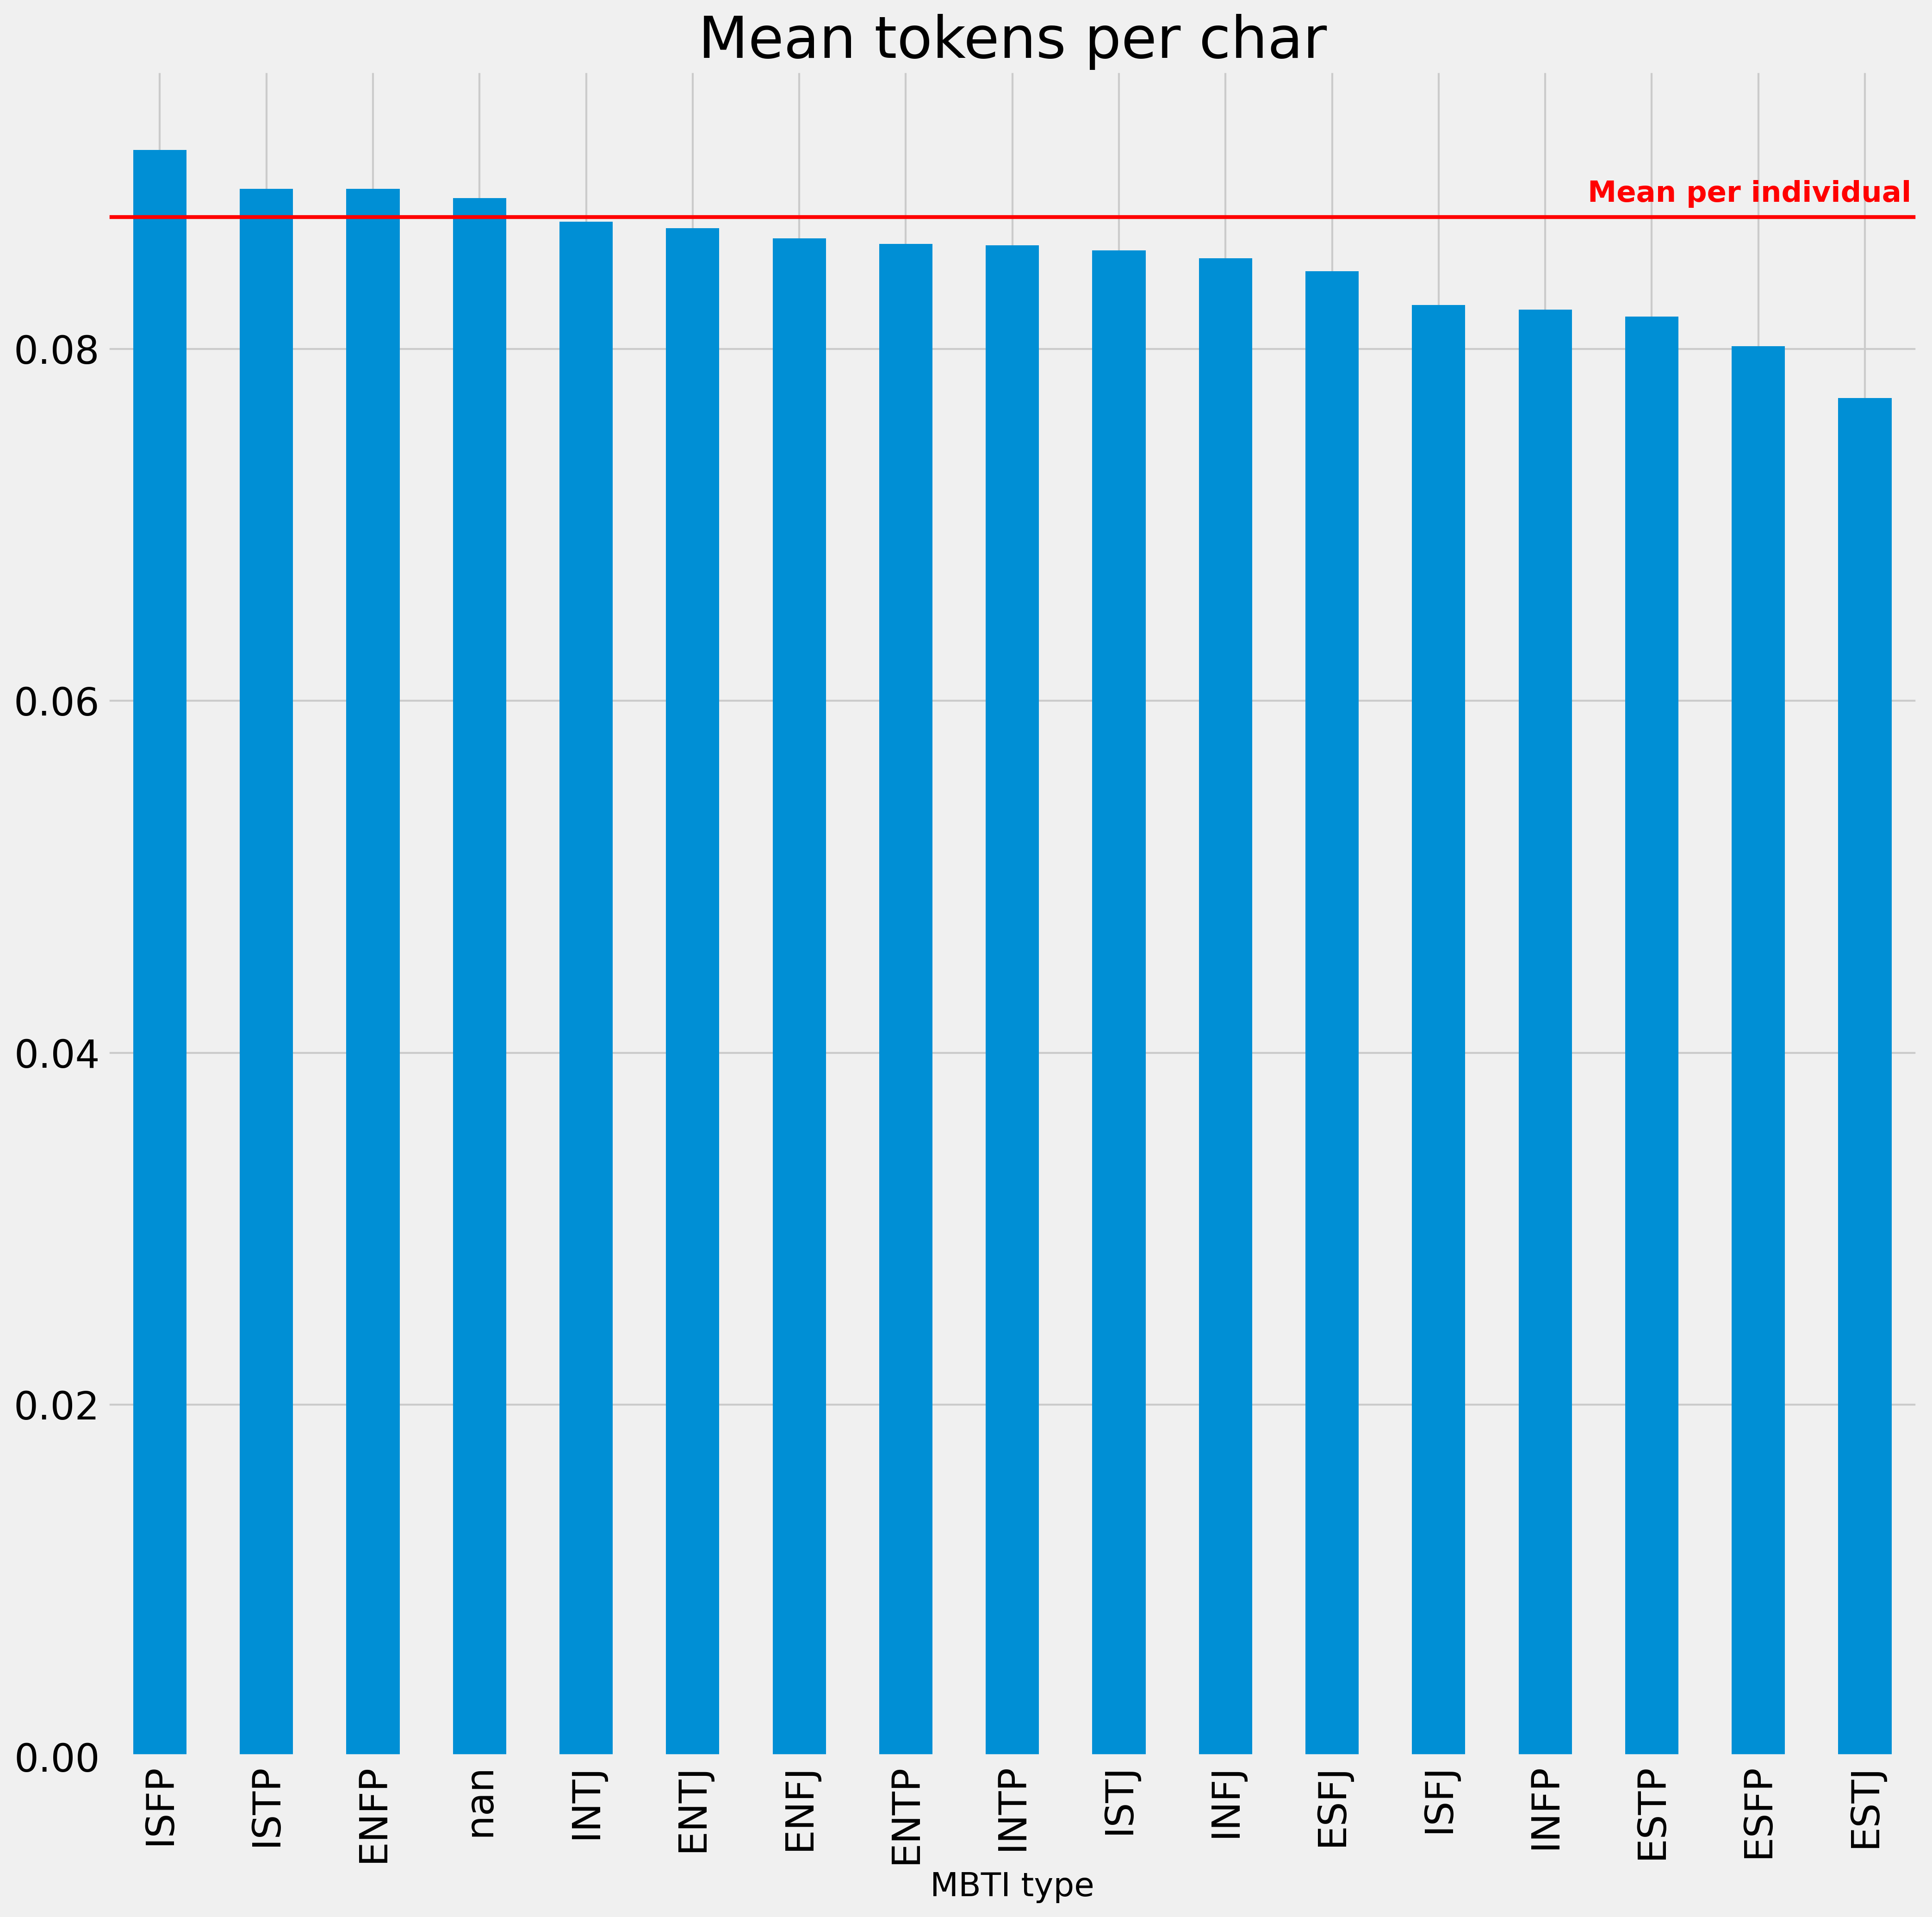 Mean tokens per char
Mean per individual
0.08
0.06
0.04
0.02
0.00
ISFP
ISTP
ENFP
nan
INTJ
ENTJ
ENFJ
ENTP
INTP
ISTJ
INFJ
ESFJ
ISFJ
INFP
ESTP
ESFP
ESTJ
MBTI type